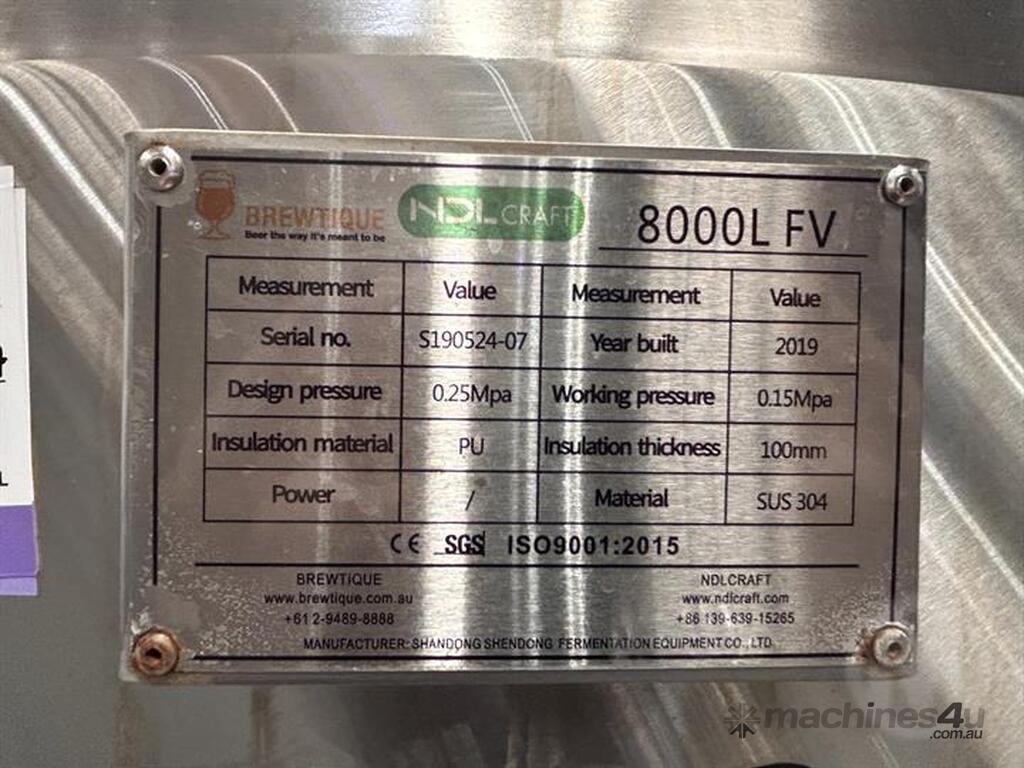 BREWTIQUE
Beer the way it's meant to be
NDL CRAFT
8000L FV
Measurement Value Measurement Value
Serial no. S190524-07 Year built 2019
Design pressure 0.25Mpa Working pressure 0.15Mpa
Insulation material PU Insulation thickness 100mm
Power / Material SUS 304
CE SGS ISO9001:2015
BREWTIQUE NDLCRAFT
www.brewtique.com.au www.ndlcraft.com
+61 2-9489-8888 +86 139-639-15265
MANUFACTURER: SHANDONG SHENDONG FERMENTATION EQUIPMENT CO., LTD
L
machines4u
.com.au